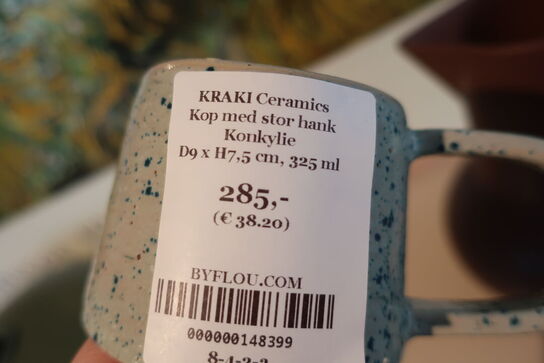 KRAKI Ceramics
Kop med stor hank
Konkylie
D9 x H7,5 cm, 325 ml
285,-
(€ 38.20)
BYFLOU.COM
000000148399